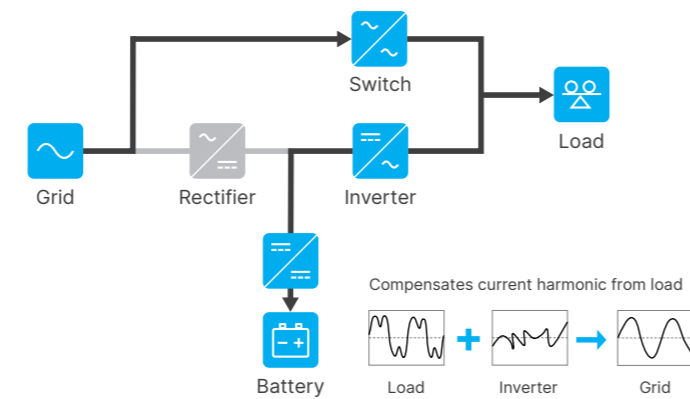 Switch
Load
Grid
Rectifier
Inverter
Compensates current harmonic from load
Battery
Load
Inverter
Grid